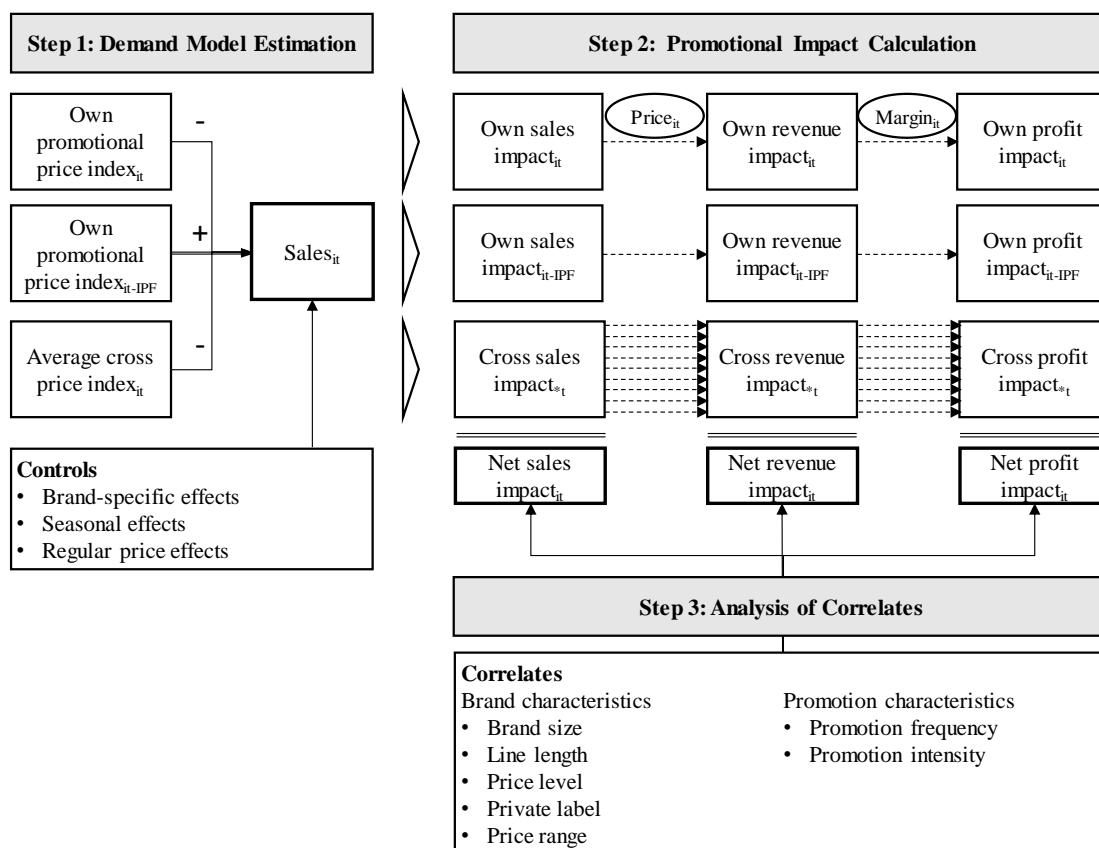 Step 1: Demand Model Estimation
Own
promotional
price index_it
-
Own
promotional
price index_it-IPF
+
Average cross
price index_it
-
Sales_it
Controls
• Brand-specific effects
• Seasonal effects
• Regular price effects
Step 2: Promotional Impact Calculation
Own sales
impact_it
Price_it
Own revenue
impact_it
Margin_it
Own profit
impact_it
Own sales
impact_it-IPF
Own revenue
impact_it-IPF
Own profit
impact_it-IPF
Cross sales
impact_*t
Cross revenue
impact_*t
Cross profit
impact_*t
Net sales
impact_it
Net revenue
impact_it
Net profit
impact_it
Step 3: Analysis of Correlates
Correlates
Brand characteristics
• Brand size
• Line length
• Price level
• Private label
• Price range
Promotion characteristics
• Promotion frequency
• Promotion intensity